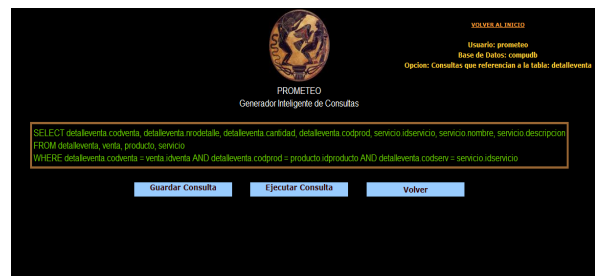 VOLVER AL INICIO
Usuario: prometeo
Base de Datos: compudb
Opcion: Consultas que referencian a la tabla: detalleventa
PROMETEO
Generador Inteligente de Consultas
SELECT detalleventa.codventa, detalleventa.nrodetalle, detalleventa.cantidad, detalleventa.codprod, servicio.idservicio, servicio.nombre, servicio.descripcion
FROM detalleventa, venta, producto, servicio
WHERE detalleventa.codventa = venta.idventa AND detalleventa.codprod = producto.idproducto AND detalleventa.codserv = servicio.idservicio
Guardar Consulta Ejecutar Consulta Volver